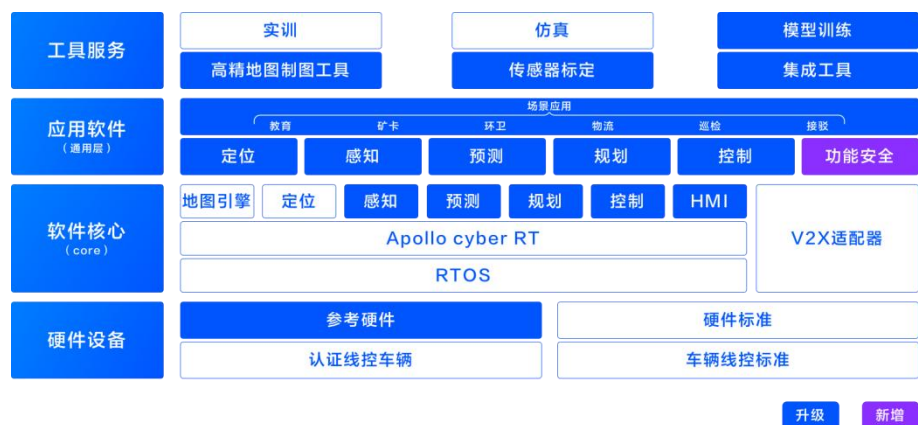 工具服务
实训 仿真 模型训练
高精地图制图工具 传感器标定 集成工具
应用软件
（通用层）
场景应用
教育 矿卡 环卫 物流 巡检 接驳
定位 感知 预测 规划 控制 功能安全
软件核心
（core）
地图引擎 定位 感知 预测 规划 控制 HMI
V2X适配器
Apollo cyber RT
RTOS
硬件设备
参考硬件 硬件标准
认证线控车辆 车辆线控标准
升级 新增